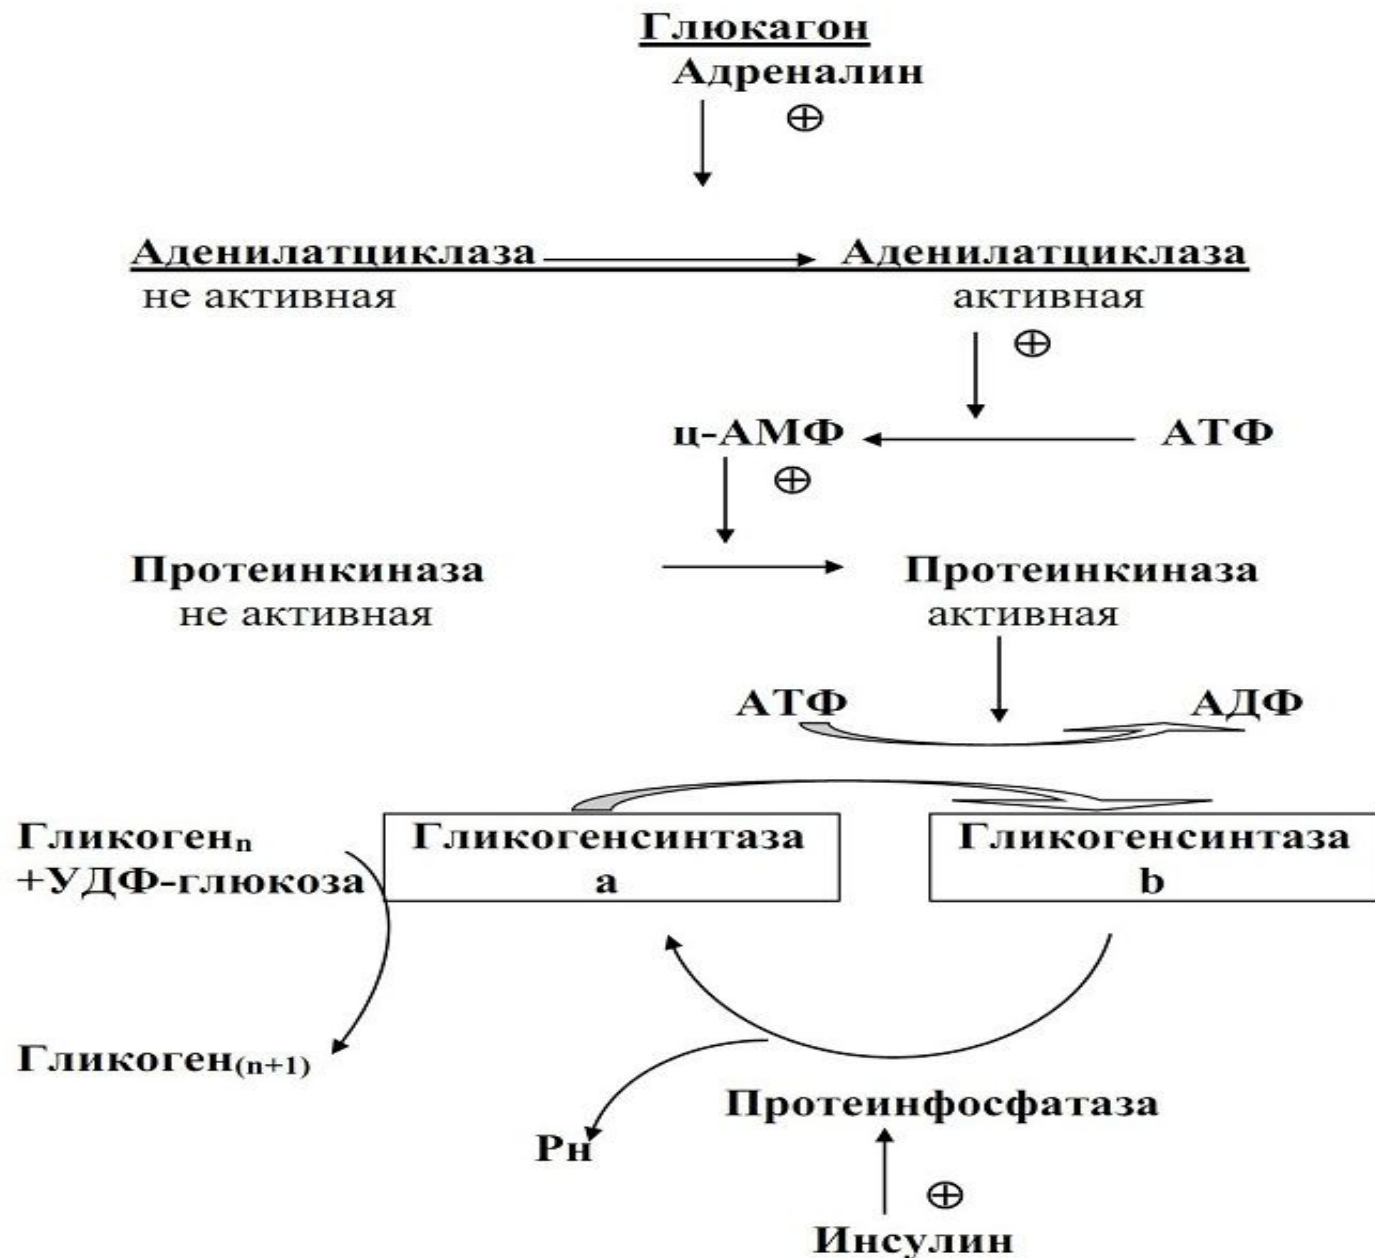 Глюкагон
Адреналин
⊕
Аденилатциклаза Аденилатциклаза
не активная активная
⊕
ц-АМФ АТФ
⊕
Протеинкиназа Протеинкиназа
не активная активная
АТФ АДФ
Гликогенn Гликогенсинтаза Гликогенсинтаза
+УДФ-глюкоза a b
Гликоген(n+1)
Протеинфосфатаза
Рн
⊕
Инсулин